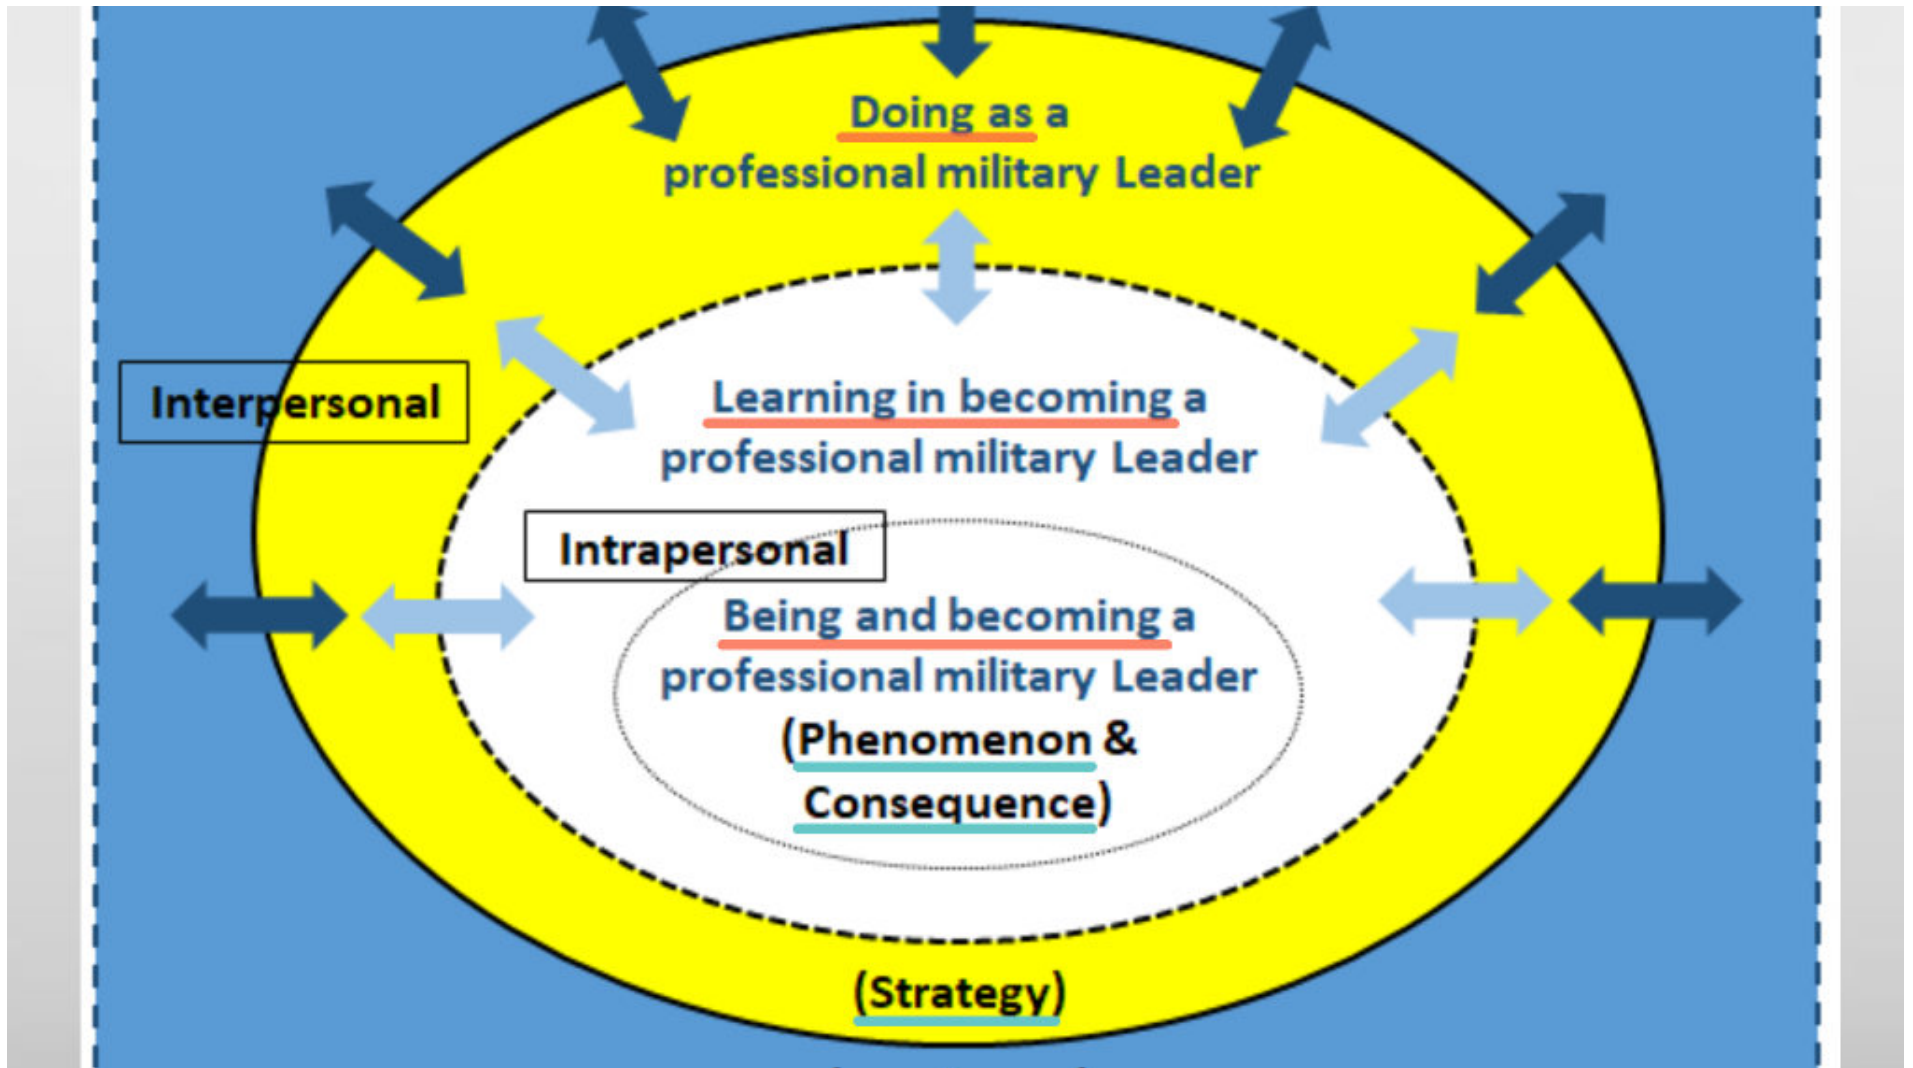 Doing as a
professional military Leader
Interpersonal
Learning in becoming a
professional military Leader
Intrapersonal
Being and becoming a
professional military Leader
(Phenomenon &
Consequence)
(Strategy)